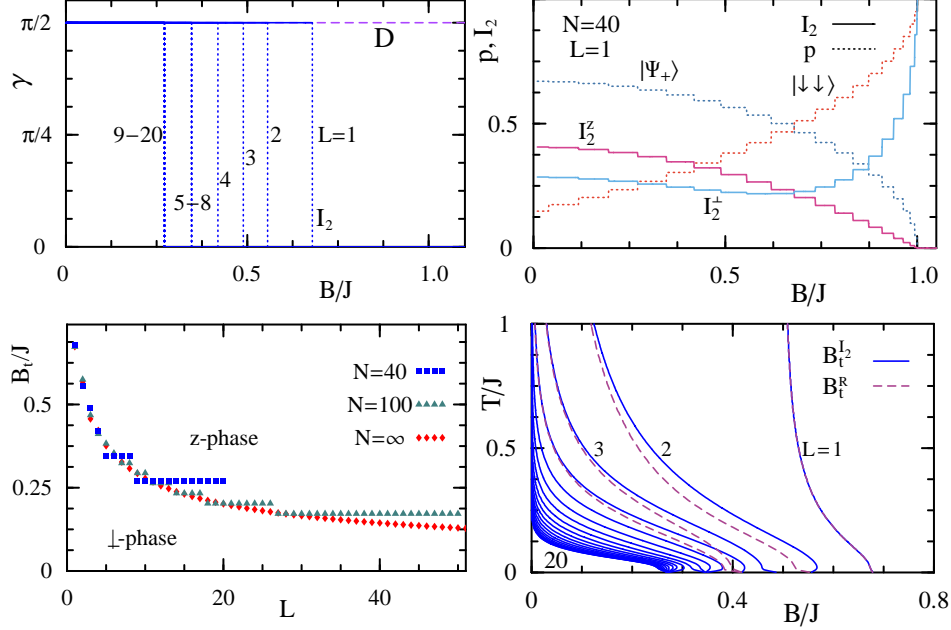 π/2
π/4
0
γ
D
9−20
5−8
4
3
2
L=1
I₂
0
0.5
1.0
B/J
p, I₂
0.5
0
N=40
L=1
I₂
p
|Ψ₊⟩
|↓↓⟩
I₂ᶻ
I₂^⊥
0
0.5
1.0
B/J
Bₜ/J
0.5
0.25
0
N=40
N=100
N=∞
z-phase
⊥-phase
0
20
40
L
T/J
1
0.5
0
B_t^{I₂}
B_t^R
3
2
L=1
20
0
0.4
0.8
B/J